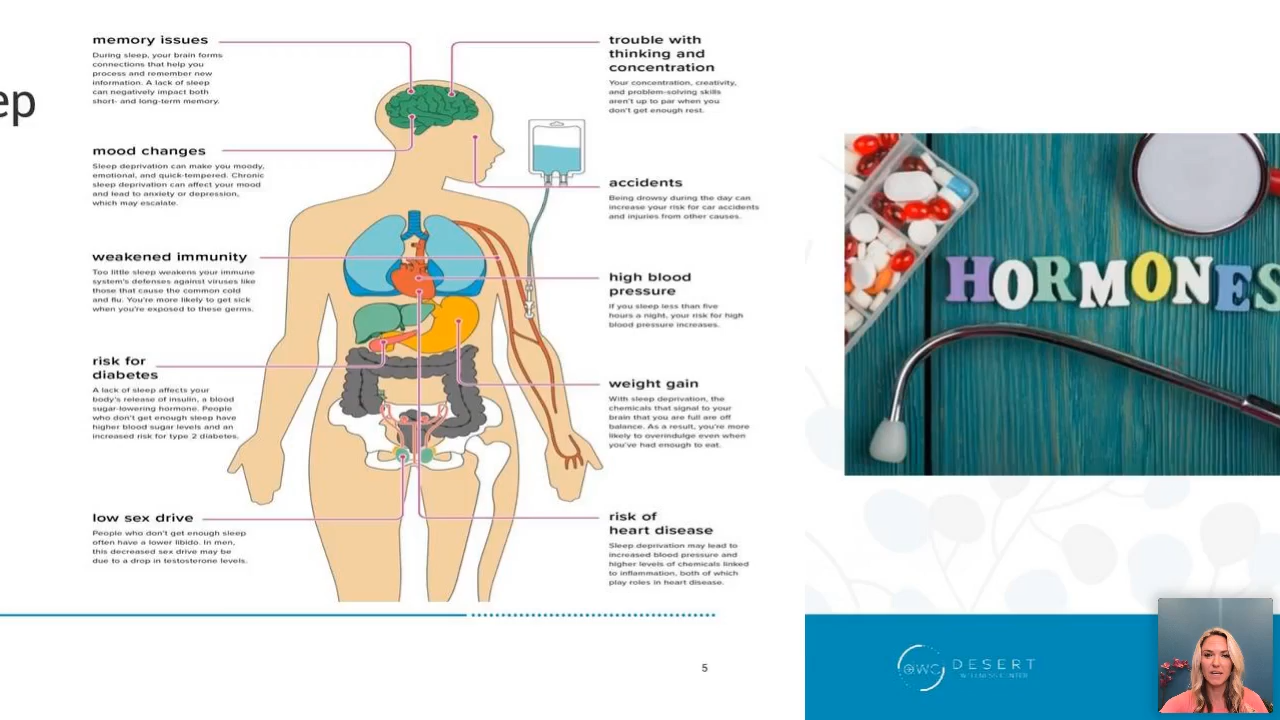 ep
memory issues
During sleep, your brain forms
connections that help you
process and remember new
information. A lack of sleep
can negatively impact both
short- and long-term memory.
mood changes
Sleep deprivation can make you moody,
emotional, and quick-tempered. Chronic
sleep deprivation can affect your mood
and lead to anxiety or depression,
which may escalate.
weakened immunity
Too little sleep weakens your immune
system's defenses against viruses like
those that cause the common cold
and flu. You're more likely to get sick
when you're exposed to these germs.
risk for
diabetes
A lack of sleep affects your
body's release of insulin, a blood
sugar-lowering hormone. People
who don't get enough sleep have
higher blood sugar levels and an
increased risk for type 2 diabetes.
low sex drive
People who don't get enough sleep
often have a lower libido. In men,
this decreased sex drive may be
due to a drop in testosterone levels.
trouble with
thinking and
concentration
Your concentration, creativity,
and problem-solving skills
aren't up to par when you
don't get enough rest.
accidents
Being drowsy during the day can
increase your risk for car accidents
and injuries from other causes.
high blood
pressure
If you sleep less than five
hours a night, your risk for high
blood pressure increases.
weight gain
With sleep deprivation, the
chemicals that signal to your
brain that you are full are off
balance. As a result, you're more
likely to overindulge even when
you've had enough to eat.
risk of
heart disease
Sleep deprivation may lead to
increased blood pressure and
higher levels of chemicals linked
to inflammation, both of which
play roles in heart disease.
5
HORMONES
DWC
DESERT
WELLNESS CENTER